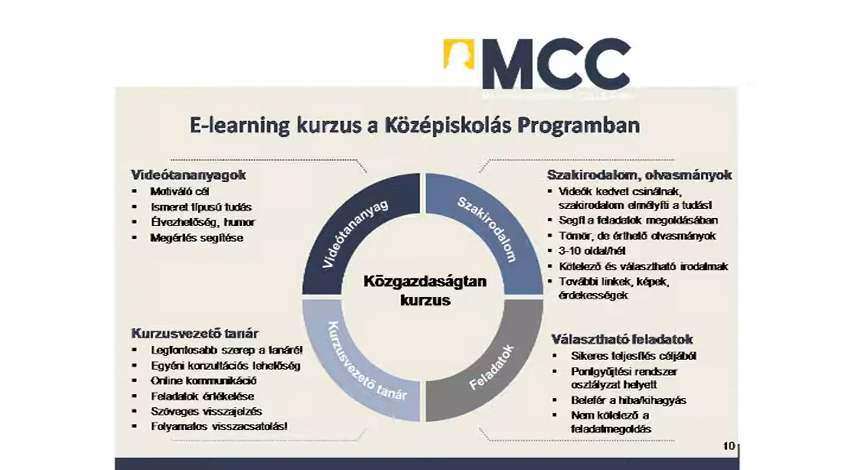 MCC
E-learning kurzus a Középiskolás Programban
Videótananyagok
▪ Motiváló cél
▪ Ismeret típusú tudás
▪ Élvezhetőség, humor
▪ Megértés segítése
Szakirodalom, olvasmányok
▪ Videók kedvet csinálnak,
szakirodalom elmélyíti a tudást
▪ Segít a feladatok megoldásában
▪ Tömör, de érthető olvasmányok
▪ 3-10 oldal/hét
▪ Kötelező és választható irodalmak
▪ További linkek, képek,
érdekességek
Videótananyag
Szakirodalom
Közgazdaságtan
kurzus
Kurzusvezető tanár
Feladatok
Kurzusvezető tanár
▪ Legfontosabb szerep a tanáré!
▪ Egyéni konzultációs lehetőség
▪ Online kommunikáció
▪ Feladatok értékelése
▪ Szöveges visszajelzés
▪ Folyamatos visszacsatolás!
Választható feladatok
▪ Sikeres teljesítés céljából
▪ Pontgyűjtési rendszer
osztályzat helyett
▪ Belefér a hiba/kihagyás
▪ Nem kötelező a
feladatmegoldás
10